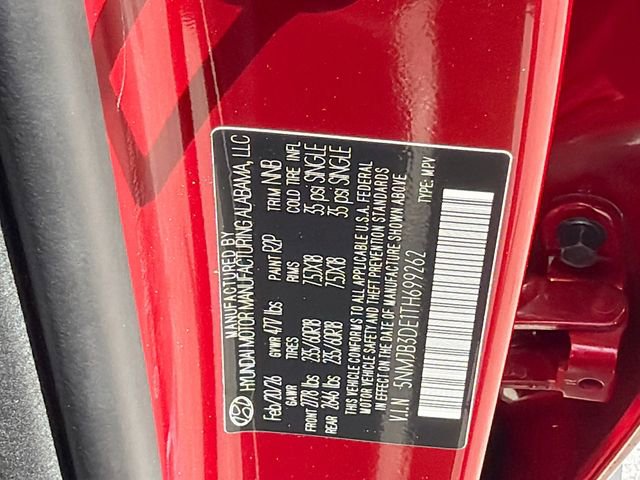 MANUFACTURED BY
HYUNDAI MOTOR MANUFACTURING ALABAMA, LLC
Feb/20/26 GVWR 4717 lbs PAINT R2P TRIM NNB
GAWR TIRES RIMS COLD TIRE INFL
FRONT 2778 lbs 235/60R18 7.5JX18 35 psi SINGLE
REAR 2646 lbs 235/60R18 7.5JX18 35 psi SINGLE
THIS VEHICLE CONFORMS TO ALL APPLICABLE U.S.A. FEDERAL
MOTOR VEHICLE SAFETY AND THEFT PREVENTION STANDARDS
IN EFFECT ON THE DATE OF MANUFACTURE SHOWN ABOVE.
V.I.N : 5NMJB3DE1TH699262 TYPE : MPV